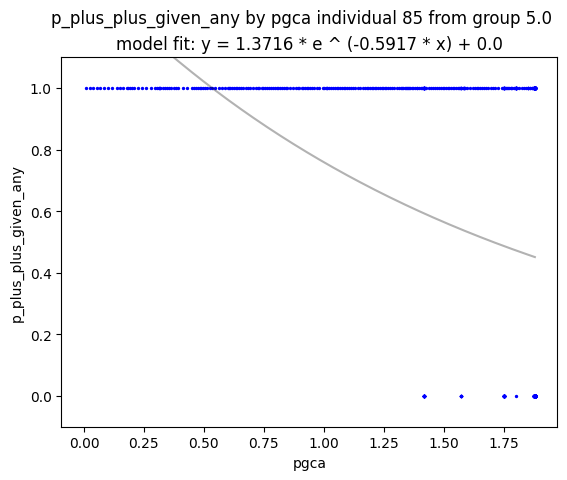 p_plus_plus_given_any by pgca individual 85 from group 5.0
model fit: y = 1.3716 * e ^ (-0.5917 * x) + 0.0
1.0
0.8
0.6
0.4
0.2
0.0
p_plus_plus_given_any
0.00 0.25 0.50 0.75 1.00 1.25 1.50 1.75
pgca